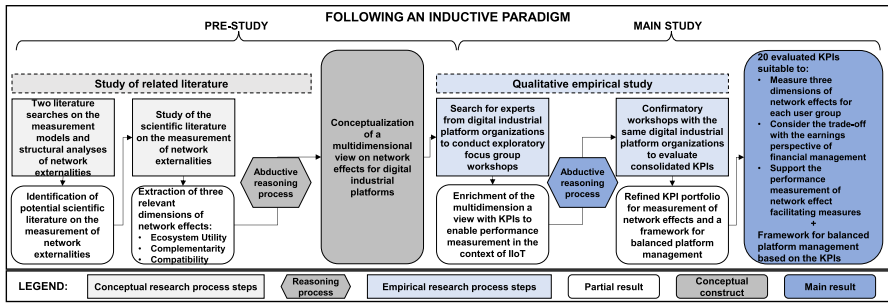 FOLLOWING AN INDUCTIVE PARADIGM
PRE-STUDY
MAIN STUDY
Study of related literature
Two literature
searches on the
measurement
models and
structural analyses
of network
externalities
Identification of
potential scientific
literature on the
measurement of
network
externalities
Study of the
scientific literature
on the measurement
of network
externalities
Extraction of three
relevant
dimensions of
network effects:
• Ecosystem Utility
• Complementarity
• Compatibility
Abductive
reasoning
process
Conceptualization
of a
multidimensional
view on network
effects for digital
industrial
platforms
Qualitative empirical study
Search for experts
from digital industrial
platform organizations
to conduct exploratory
focus group
workshops
Enrichment of the
multidimension a
view with KPIs to
enable performance
measurement in the
context of IIoT
Abductive
reasoning
process
Confirmatory
workshops with the
same digital industrial
platform organizations
to evaluate
consolidated KPIs
Refined KPI portfolio
for measurement of
network effects and a
framework for
balanced platform
management
20 evaluated KPIs
suitable to:
• Measure three
dimensions of
network effects for
each user group
• Consider the trade-off
with the earnings
perspective of
financial management
• Support the
performance
measurement of
network effect
facilitating measures
+
Framework for balanced
platform management
based on the KPIs
LEGEND:
Conceptual research process steps
Reasoning
process
Empirical research process steps
Partial result
Conceptual
construct
Main result